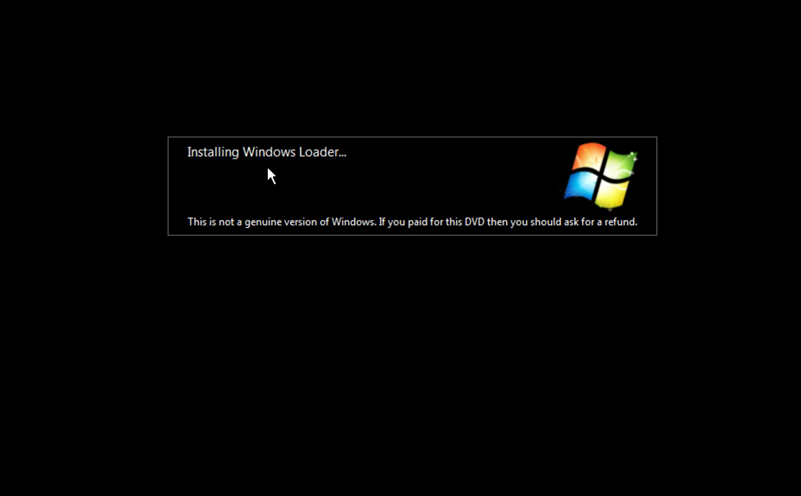 Installing Windows Loader...
This is not a genuine version of Windows. If you paid for this DVD then you should ask for a refund.